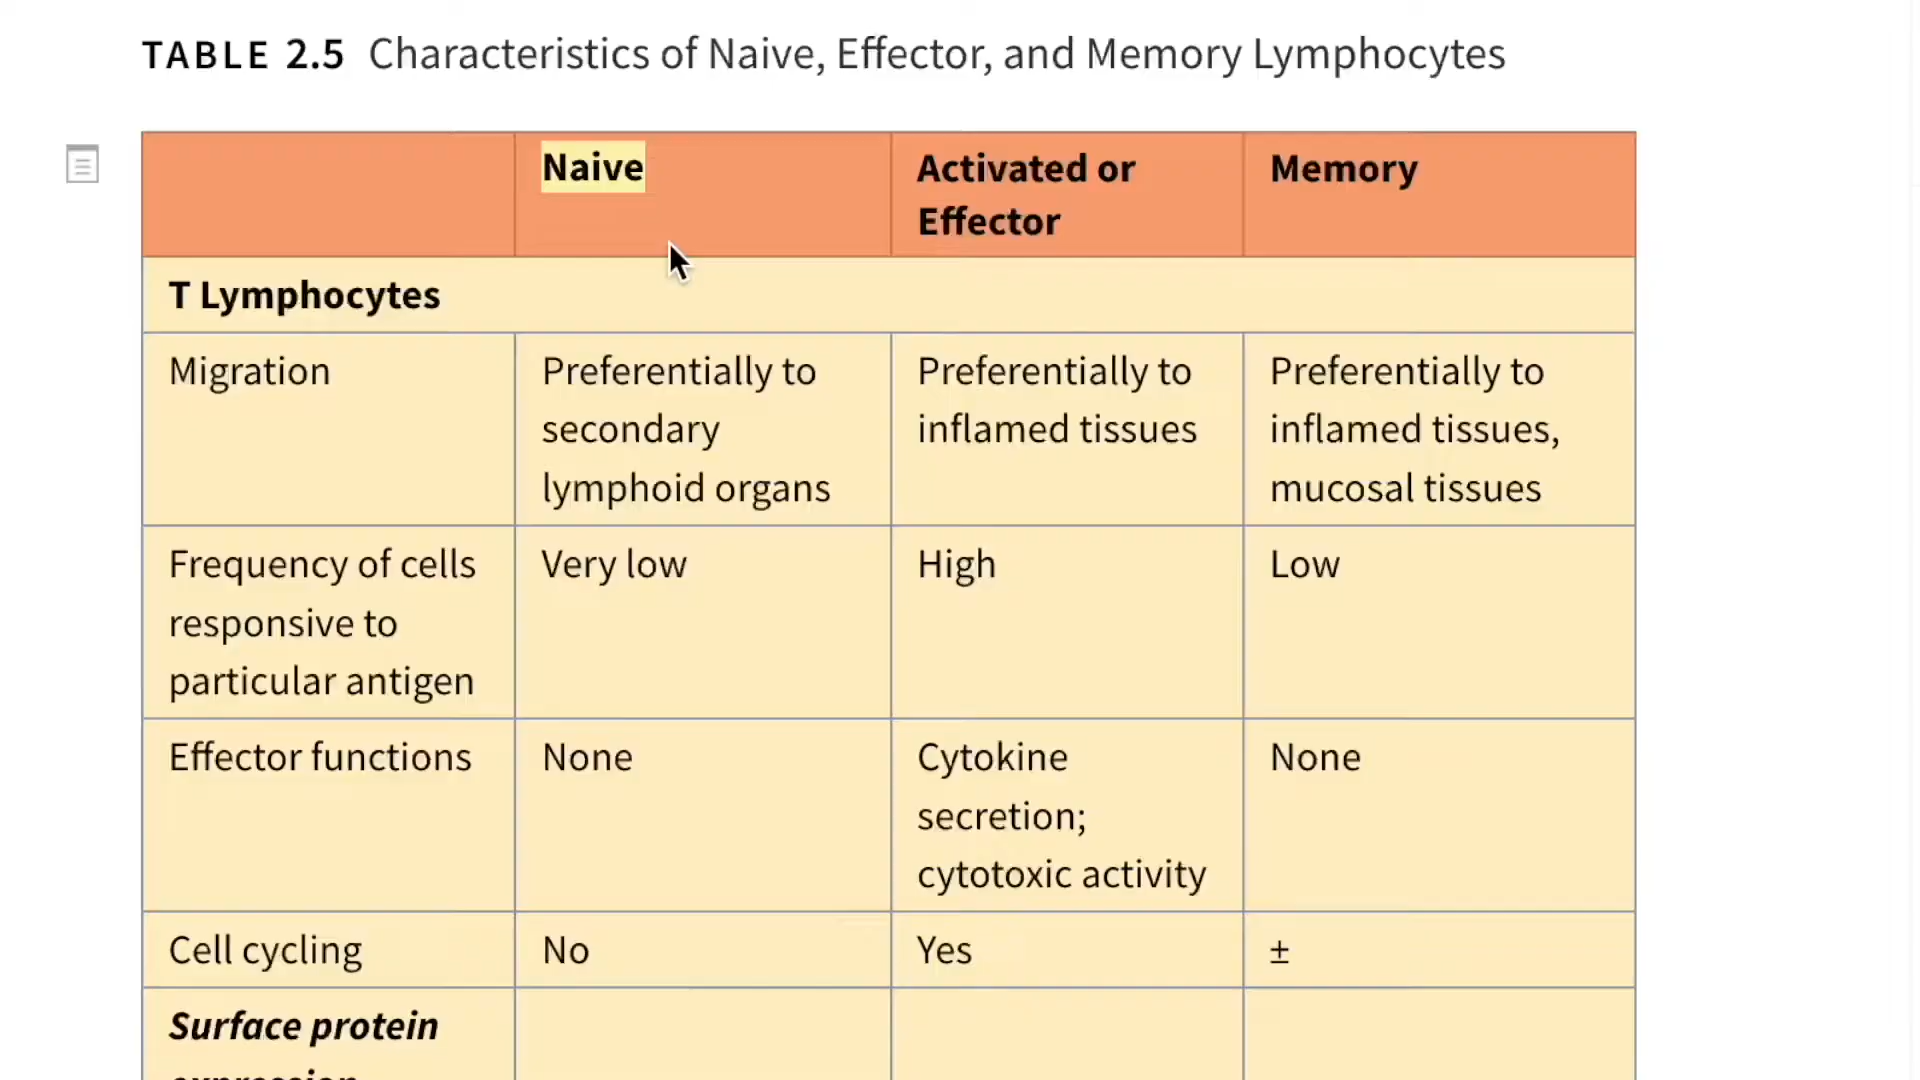 TABLE 2.5 Characteristics of Naive, Effector, and Memory Lymphocytes
Naive
Activated or
Effector
Memory
T Lymphocytes
Migration
Preferentially to
secondary
lymphoid organs
Preferentially to
inflamed tissues
Preferentially to
inflamed tissues,
mucosal tissues
Frequency of cells
responsive to
particular antigen
Very low
High
Low
Effector functions
None
Cytokine
secretion;
cytotoxic activity
None
Cell cycling
No
Yes
±
Surface protein
expression